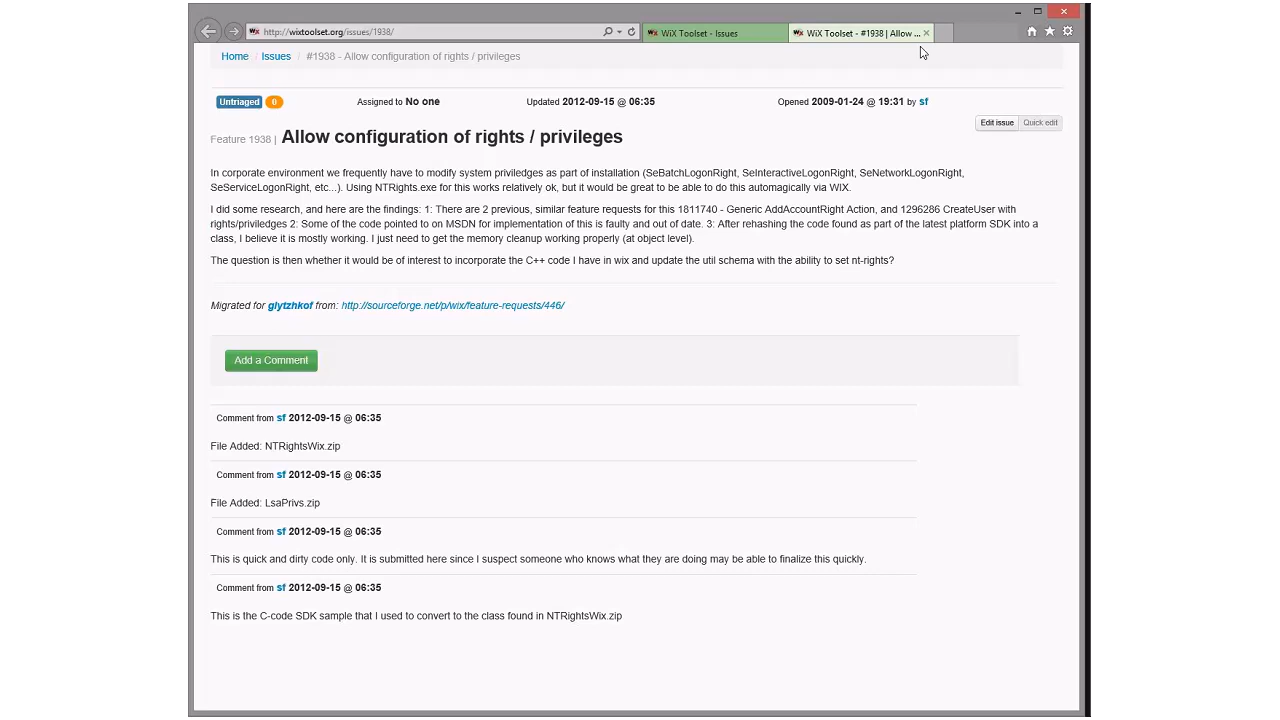 http://wixtoolset.org/issues/1938/
WiX Toolset - Issues
WiX Toolset - #1938 | Allow ...
Home / Issues / #1938 - Allow configuration of rights / privileges
Untriaged 0 Assigned to No one Updated 2012-09-15 @ 06:35 Opened 2009-01-24 @ 19:31 by sf
Edit issue Quick edit
Feature 1938 | Allow configuration of rights / privileges
In corporate environment we frequently have to modify system priviledges as part of installation (SeBatchLogonRight, SeInteractiveLogonRight, SeNetworkLogonRight,
SeServiceLogonRight, etc...). Using NTRights.exe for this works relatively ok, but it would be great to be able to do this automagically via WIX.
I did some research, and here are the findings: 1: There are 2 previous, similar feature requests for this 1811740 - Generic AddAccountRight Action, and 1296286 CreateUser with
rights/priviledges 2: Some of the code pointed to on MSDN for implementation of this is faulty and out of date. 3: After rehashing the code found as part of the latest platform SDK into a
class, I believe it is mostly working. I just need to get the memory cleanup working properly (at object level).
The question is then whether it would be of interest to incorporate the C++ code I have in wix and update the util schema with the ability to set nt-rights?
Migrated for glytzhkof from: http://sourceforge.net/p/wix/feature-requests/446/
Add a Comment
Comment from sf 2012-09-15 @ 06:35
File Added: NTRightsWix.zip
Comment from sf 2012-09-15 @ 06:35
File Added: LsaPrivs.zip
Comment from sf 2012-09-15 @ 06:35
This is quick and dirty code only. It is submitted here since I suspect someone who knows what they are doing may be able to finalize this quickly.
Comment from sf 2012-09-15 @ 06:35
This is the C-code SDK sample that I used to convert to the class found in NTRightsWix.zip